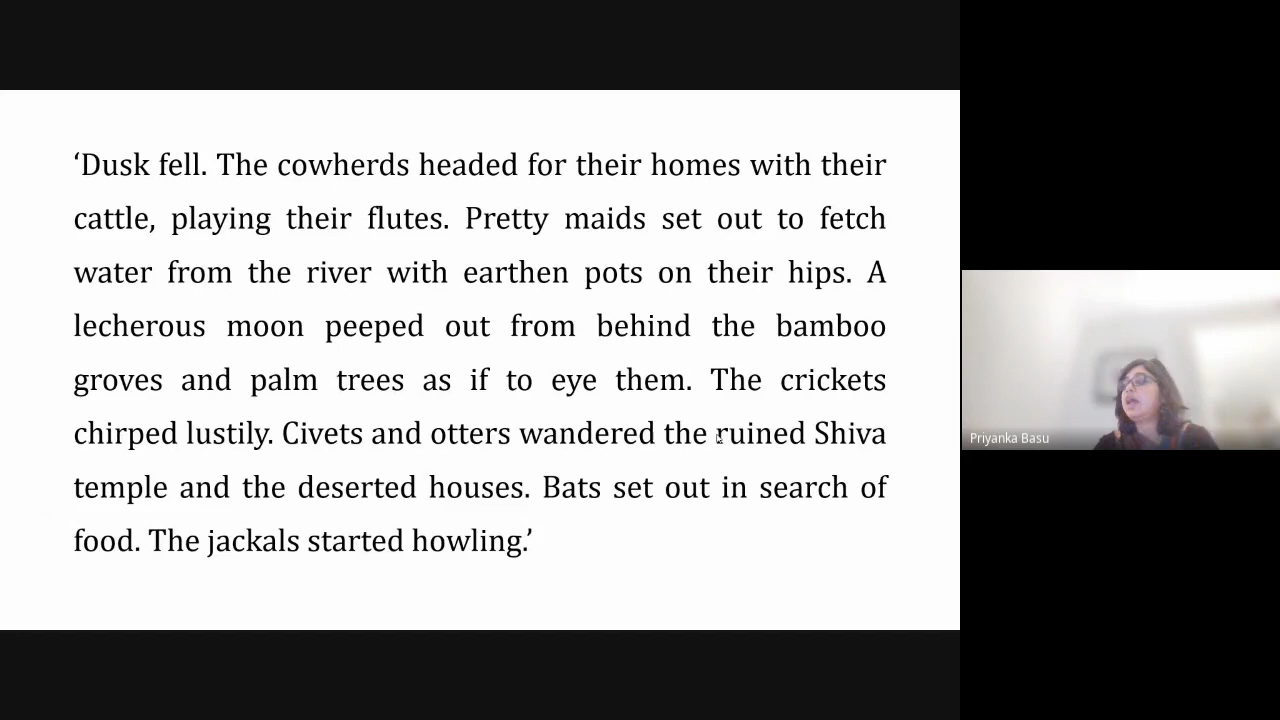 ‘Dusk fell. The cowherds headed for their homes with their
cattle, playing their flutes. Pretty maids set out to fetch
water from the river with earthen pots on their hips. A
lecherous moon peeped out from behind the bamboo
groves and palm trees as if to eye them. The crickets
chirped lustily. Civets and otters wandered the ruined Shiva
temple and the deserted houses. Bats set out in search of
food. The jackals started howling.’
Priyanka Basu